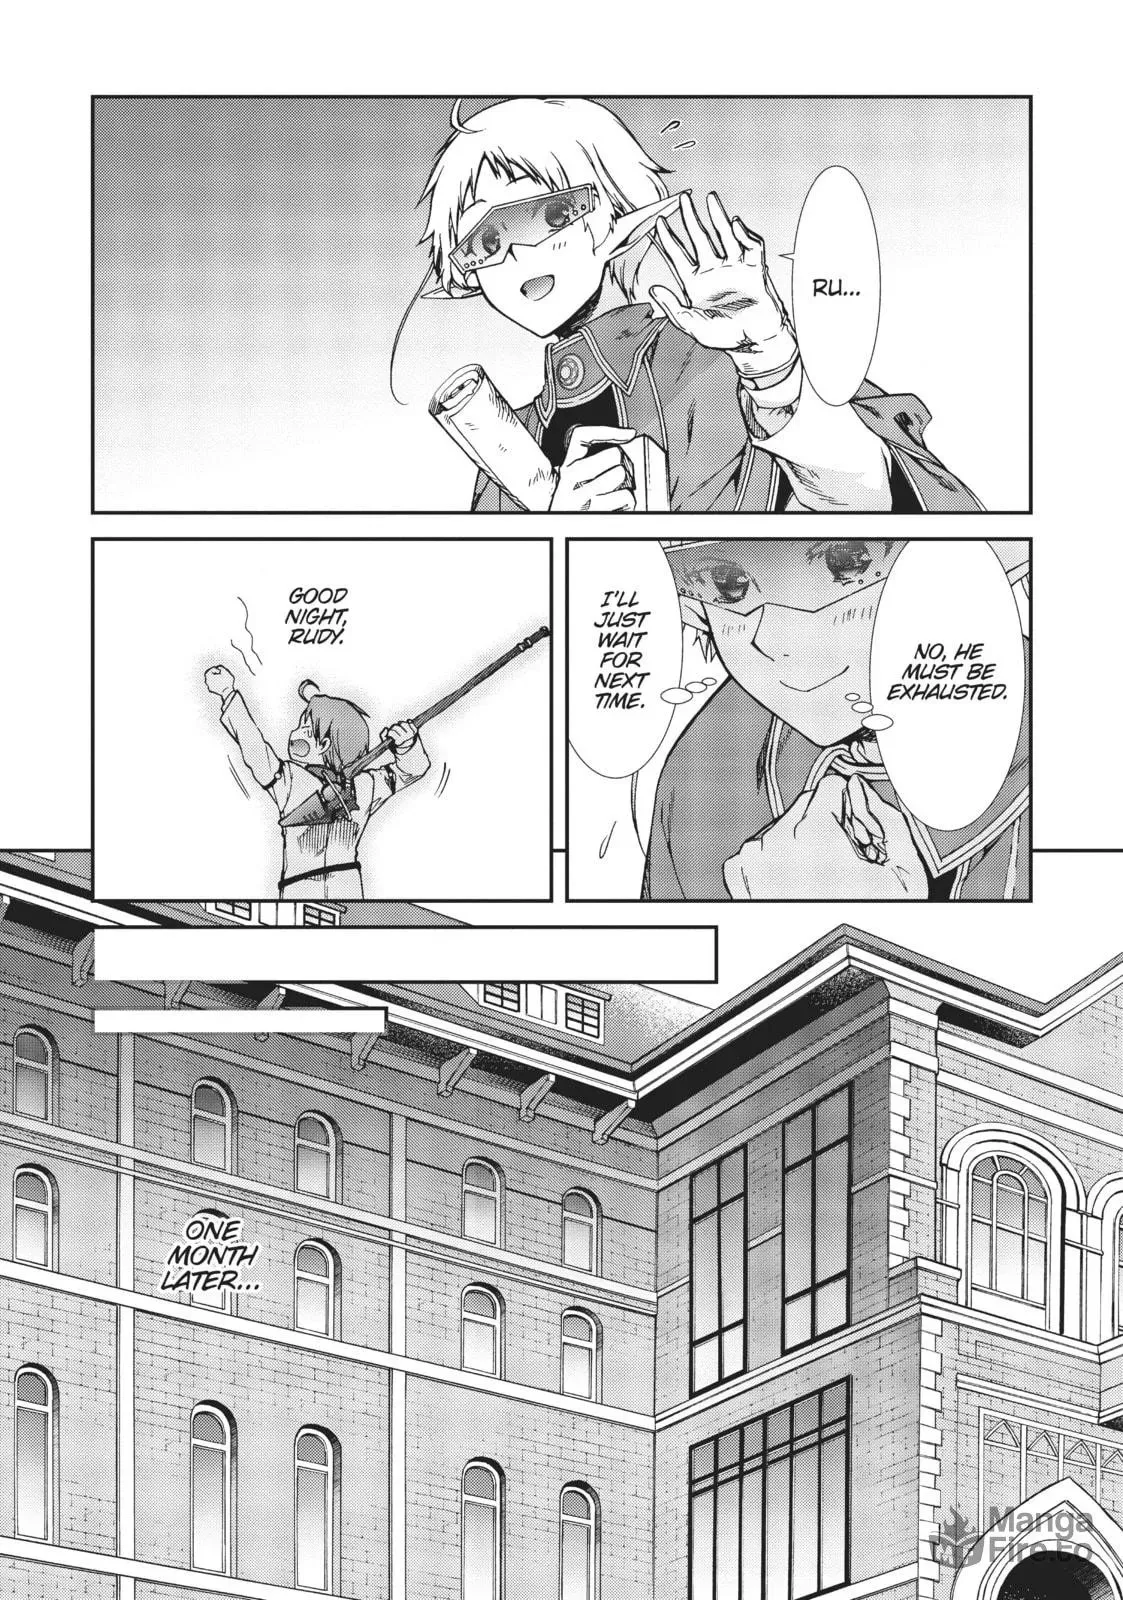 RU...
NO, HE
MUST BE
EXHAUSTED.
I'LL
JUST
WAIT
FOR
NEXT
TIME.
GOOD
NIGHT,
RUDY.
ONE
MONTH
LATER...
Manga
Fire.to